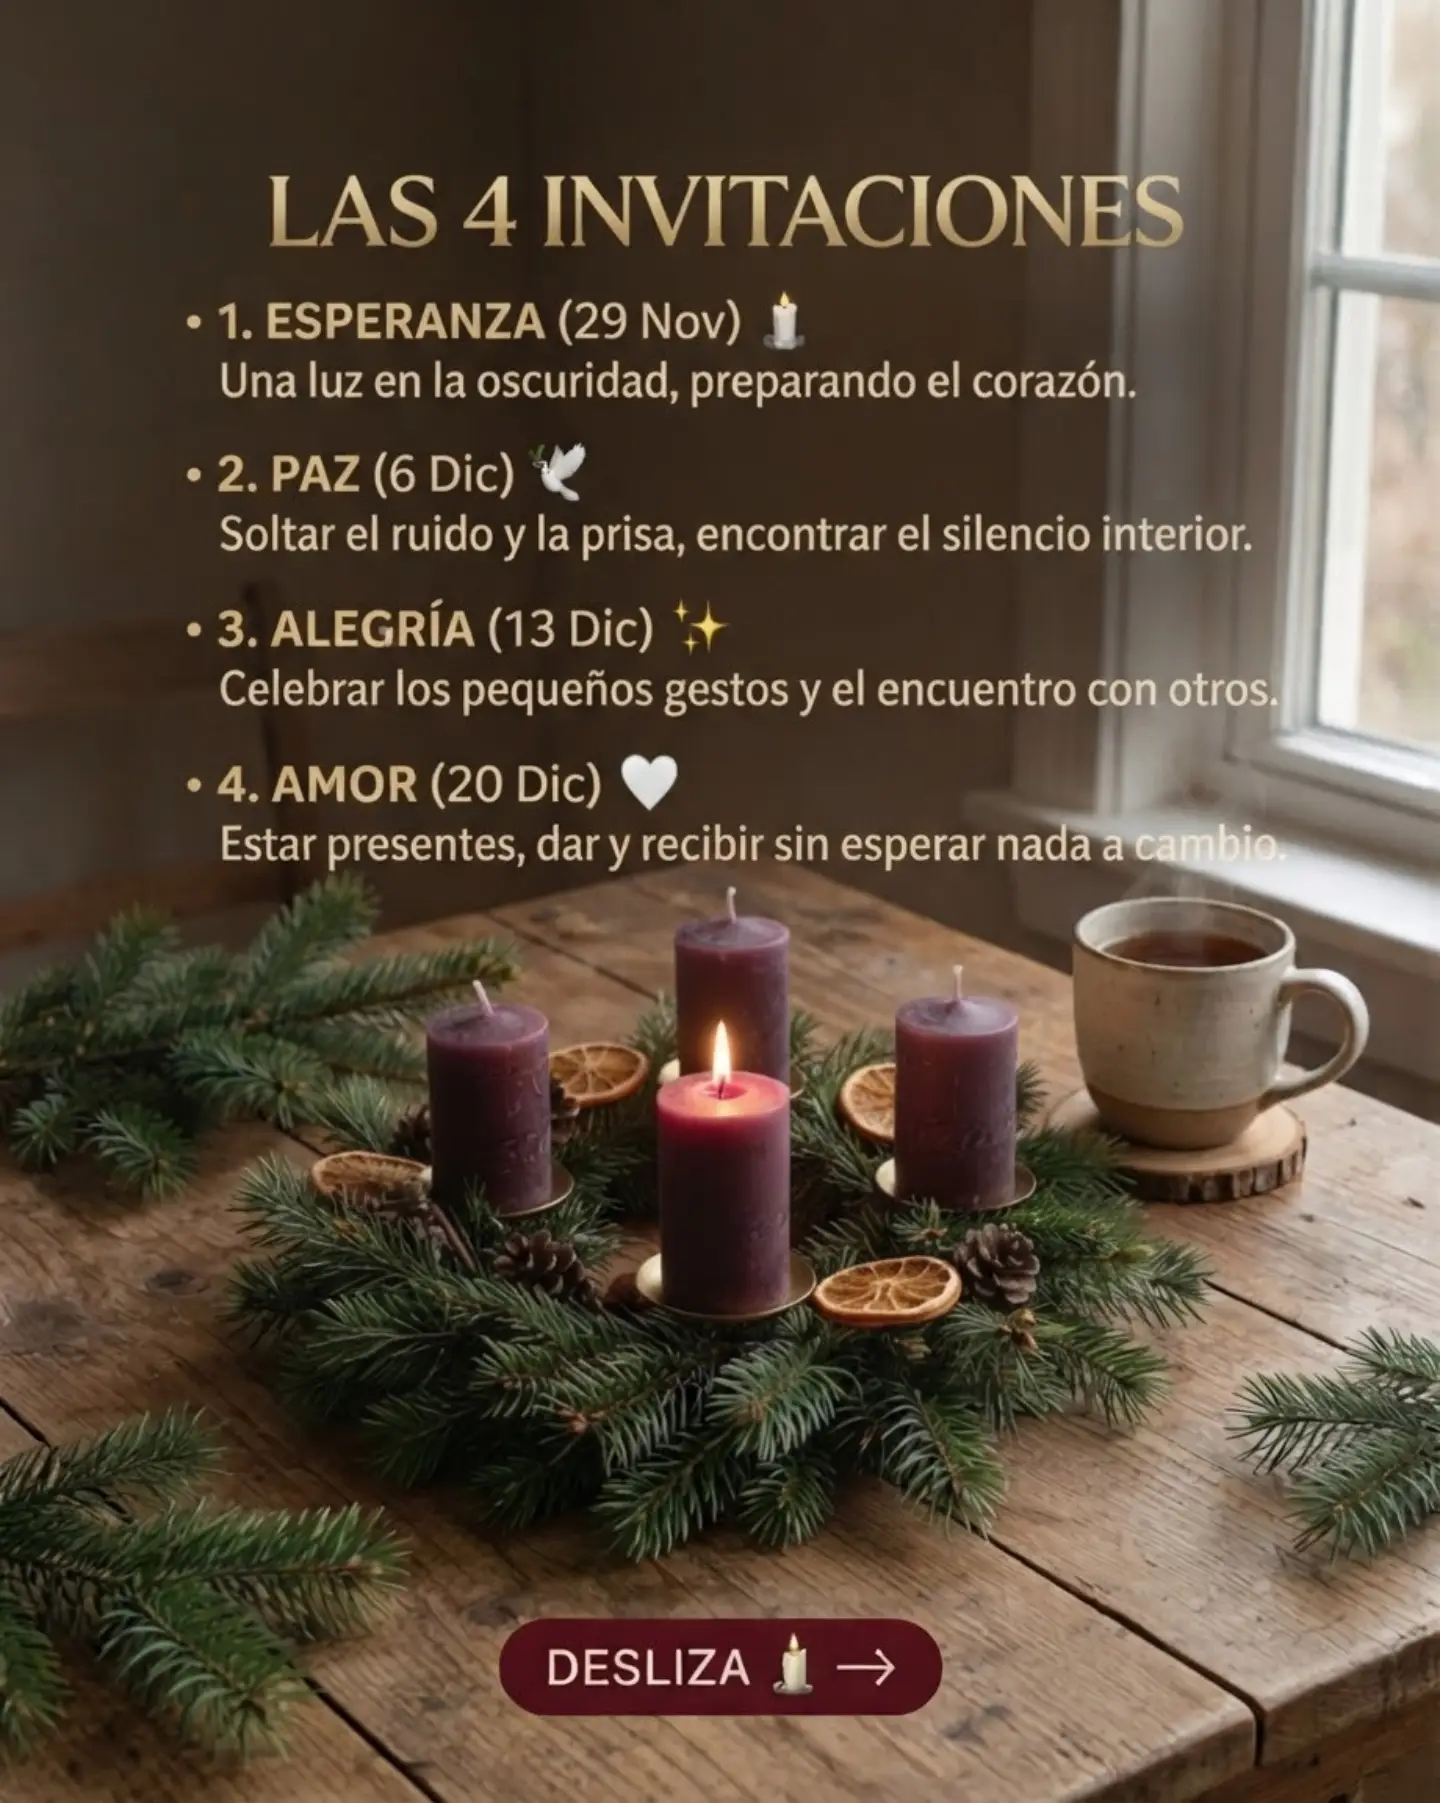 LAS 4 INVITACIONES
• 1. ESPERANZA (29 Nov) 🕯️
Una luz en la oscuridad, preparando el corazón.
• 2. PAZ (6 Dic) 🕊️
Soltar el ruido y la prisa, encontrar el silencio interior.
• 3. ALEGRÍA (13 Dic) ✨
Celebrar los pequeños gestos y el encuentro con otros.
• 4. AMOR (20 Dic) 🤍
Estar presentes, dar y recibir sin esperar nada a cambio.
DESLIZA 🕯️ →